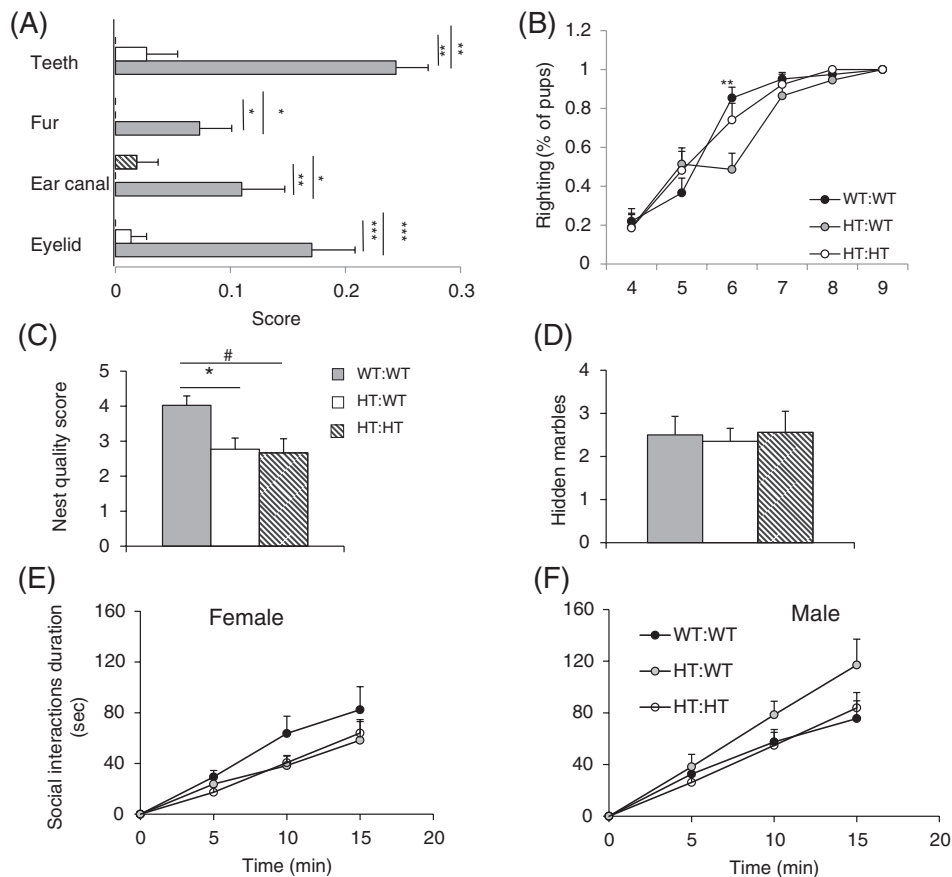 (A)
Teeth
**
**
Fur
*
*
Ear canal
**
*
Eyelid
***
***
0
0.1
0.2
0.3
Score
(B)
Righting (% of pups)
1.2
1
0.8
0.6
0.4
0.2
0
**
WT:WT
HT:WT
HT:HT
4
5
6
7
8
9
(C)
Nest quality score
5
4
3
2
1
0
#
*
WT:WT
HT:WT
HT:HT
(D)
Hidden marbles
4
3
2
1
0
(E)
Female
Social interactions duration
(sec)
160
120
80
40
0
0
5
10
15
20
Time (min)
(F)
Male
160
120
80
40
0
WT:WT
HT:WT
HT:HT
0
5
10
15
20
Time (min)